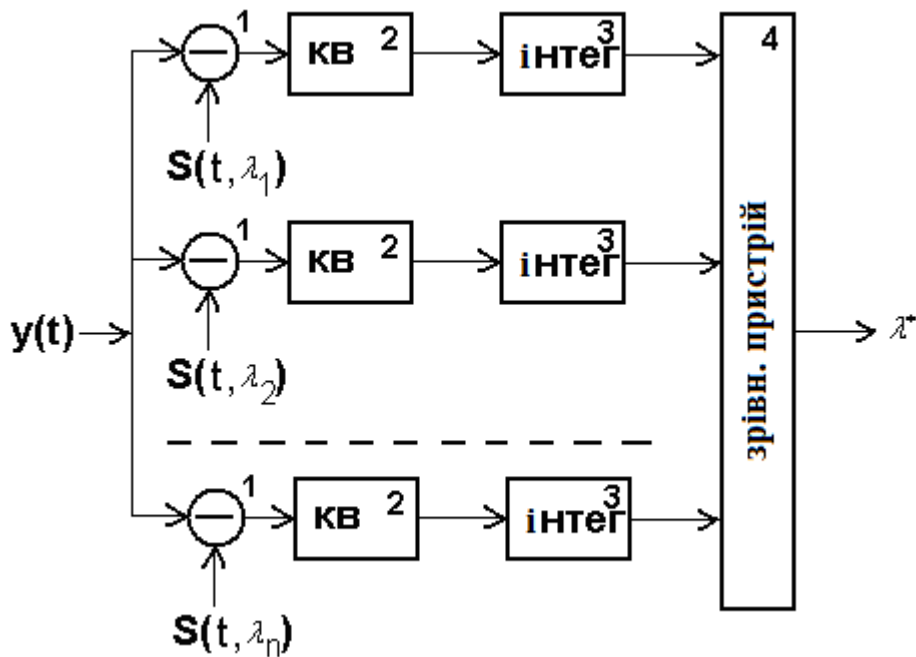 1
КВ 2
інтег 3
4
S(t, λ₁)
1
КВ 2
інтег 3
зрівн. пристрій
y(t)
λ*
S(t, λ₂)
1
КВ 2
інтег 3
S(t, λₙ)